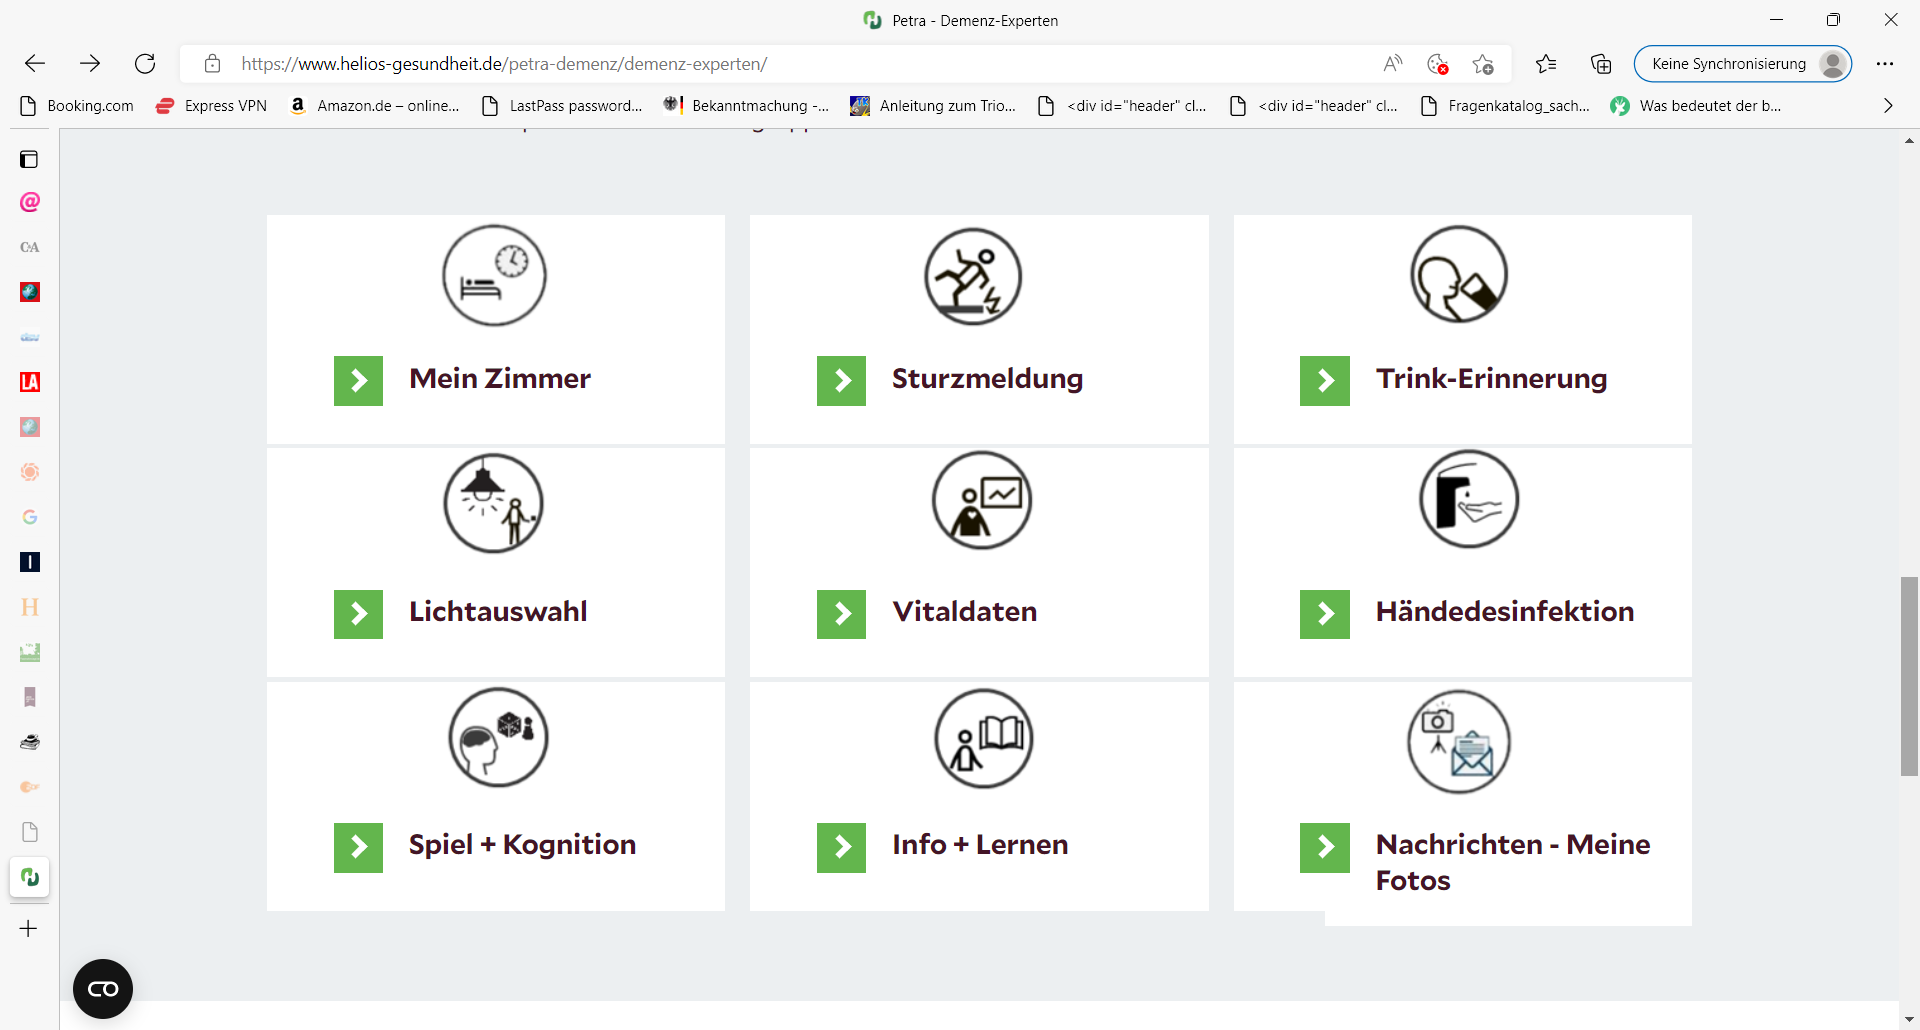 Petra - Demenz-Experten
https://www.helios-gesundheit.de/petra-demenz/demenz-experten/
Keine Synchronisierung
Booking.com
Express VPN
Amazon.de – online...
LastPass password...
Bekanntmachung -...
Anleitung zum Trio...
<div id="header" cl...
<div id="header" cl...
Fragenkatalog_sach...
Was bedeutet der b...
C&A
LA
Mein Zimmer
Sturzmeldung
Trink-Erinnerung
Lichtauswahl
Vitaldaten
Händedesinfektion
Spiel + Kognition
Info + Lernen
Nachrichten - Meine
Fotos